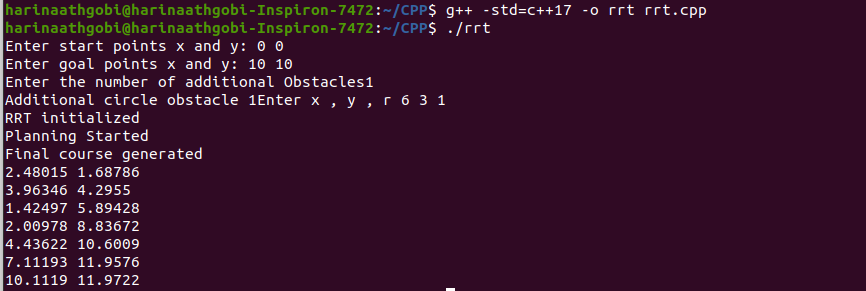 harinaathgobi@harinaathgobi-Inspiron-7472:~/CPP$ g++ -std=c++17 -o rrt rrt.cpp
harinaathgobi@harinaathgobi-Inspiron-7472:~/CPP$ ./rrt
Enter start points x and y: 0 0
Enter goal points x and y: 10 10
Enter the number of additional Obstacles1
Additional circle obstacle 1Enter x , y , r 6 3 1
RRT initialized
Planning Started
Final course generated
2.48015 1.68786
3.96346 4.2955
1.42497 5.89428
2.00978 8.83672
4.43622 10.6009
7.11193 11.9576
10.1119 11.9722